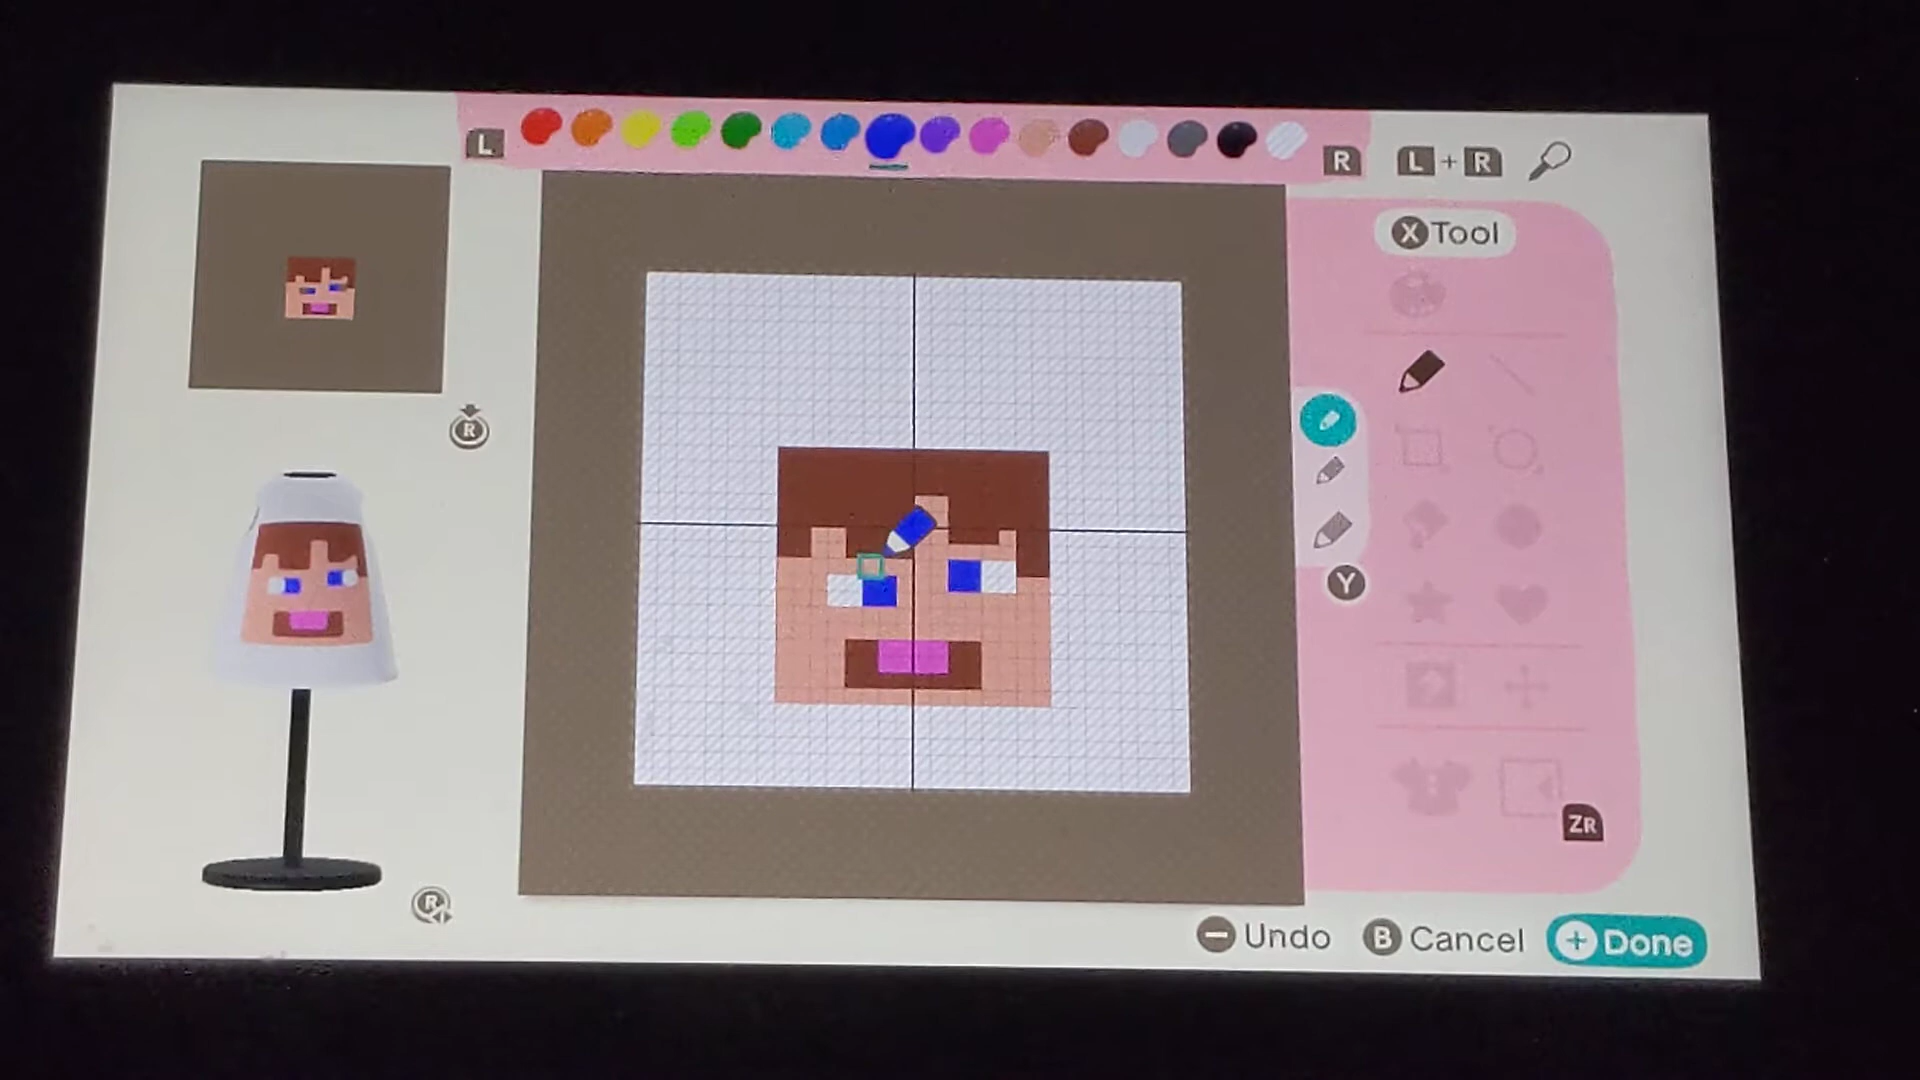 L
R
L + R
X Tool
R
Y
ZR
R
Undo
B Cancel
Done